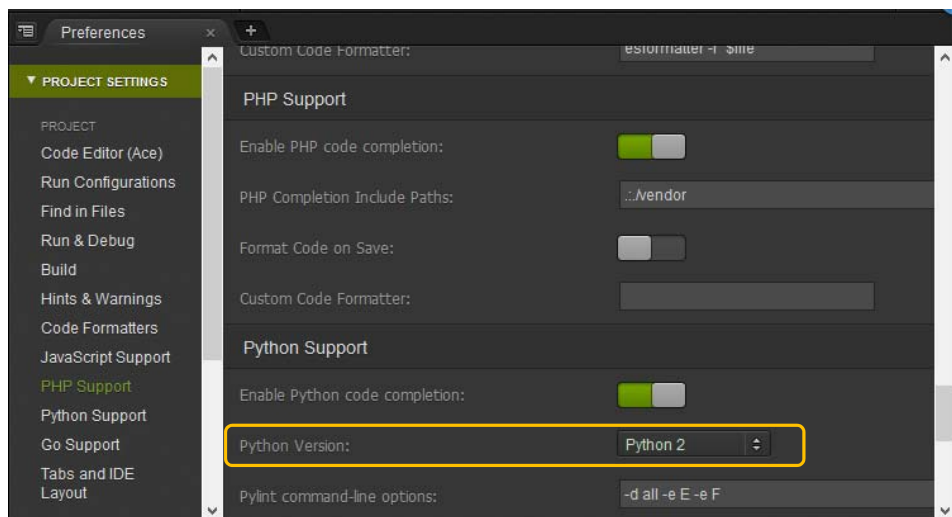 Preferences
PROJECT SETTINGS
PROJECT
Code Editor (Ace)
Run Configurations
Find in Files
Run & Debug
Build
Hints & Warnings
Code Formatters
JavaScript Support
PHP Support
Python Support
Go Support
Tabs and IDE
Layout
Custom Code Formatter:
esformatter -i "$file"
PHP Support
Enable PHP code completion:
PHP Completion Include Paths:
.:./vendor
Format Code on Save:
Custom Code Formatter:
Python Support
Enable Python code completion:
Python Version:
Python 2
Pylint command-line options:
-d all -e E -e F